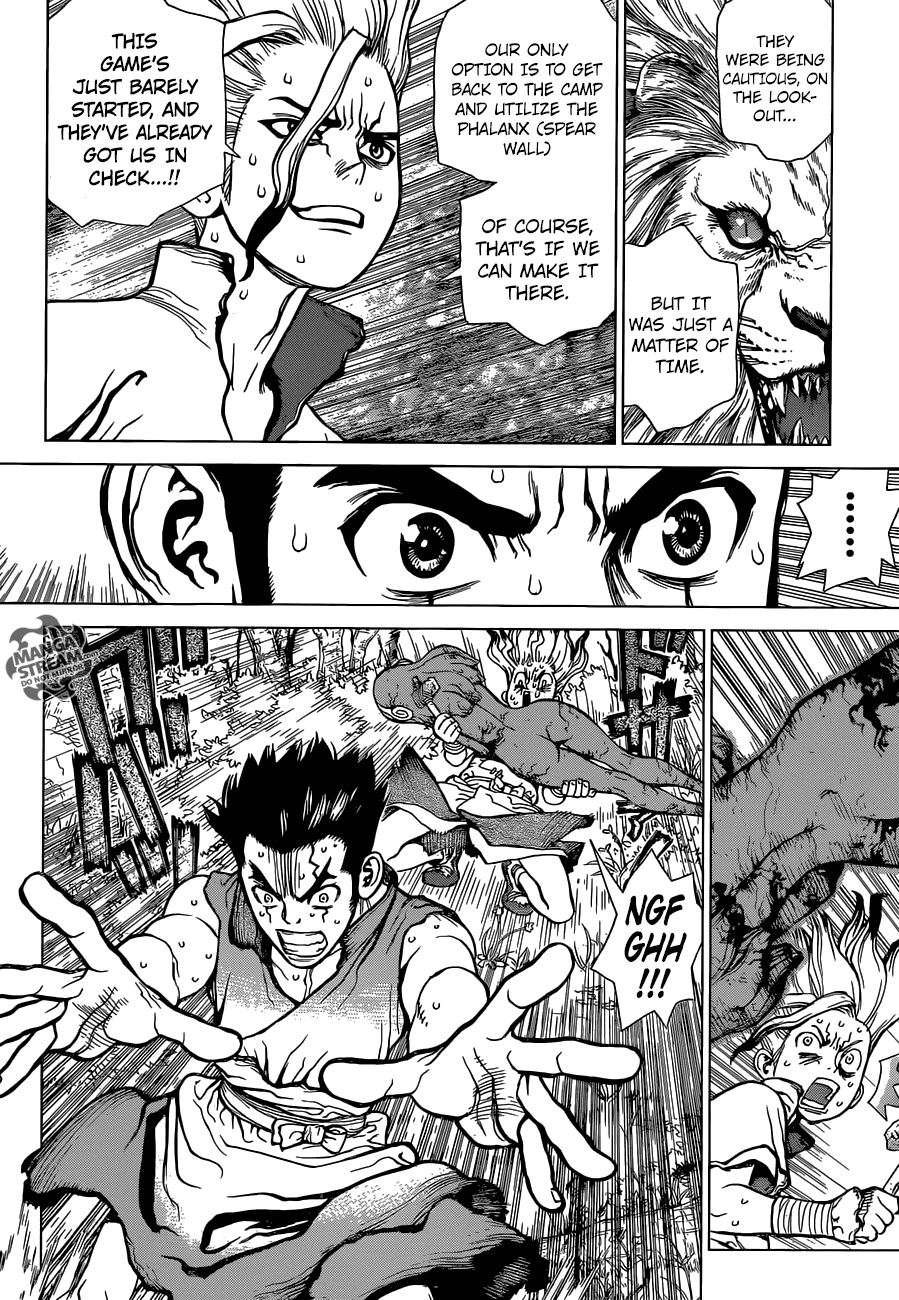 THEY
WERE BEING
CAUTIOUS, ON
THE LOOK-
OUT...
BUT IT
WAS JUST A
MATTER OF
TIME.
OUR ONLY
OPTION IS TO GET
BACK TO THE CAMP
AND UTILIZE THE
PHALANX (SPEAR
WALL)
OF COURSE,
THAT'S IF WE
CAN MAKE IT
THERE.
THIS
GAME'S
JUST BARELY
STARTED, AND
THEY'VE ALREADY
GOT US IN
CHECK...!!
......
NGF
GHH
!!!
MANGA
STREAM